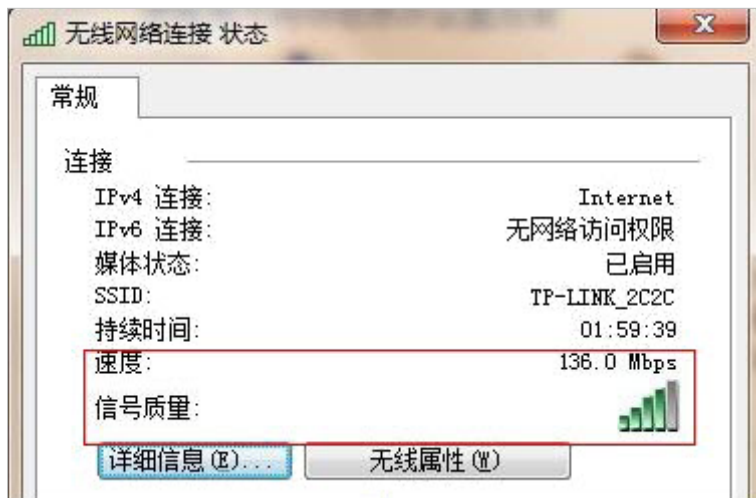 无线网络连接 状态
常规
连接
IPv4 连接: Internet
IPv6 连接: 无网络访问权限
媒体状态: 已启用
SSID: TP-LINK_2C2C
持续时间: 01:59:39
速度: 136.0 Mbps
信号质量:
详细信息(E)... 无线属性(W)